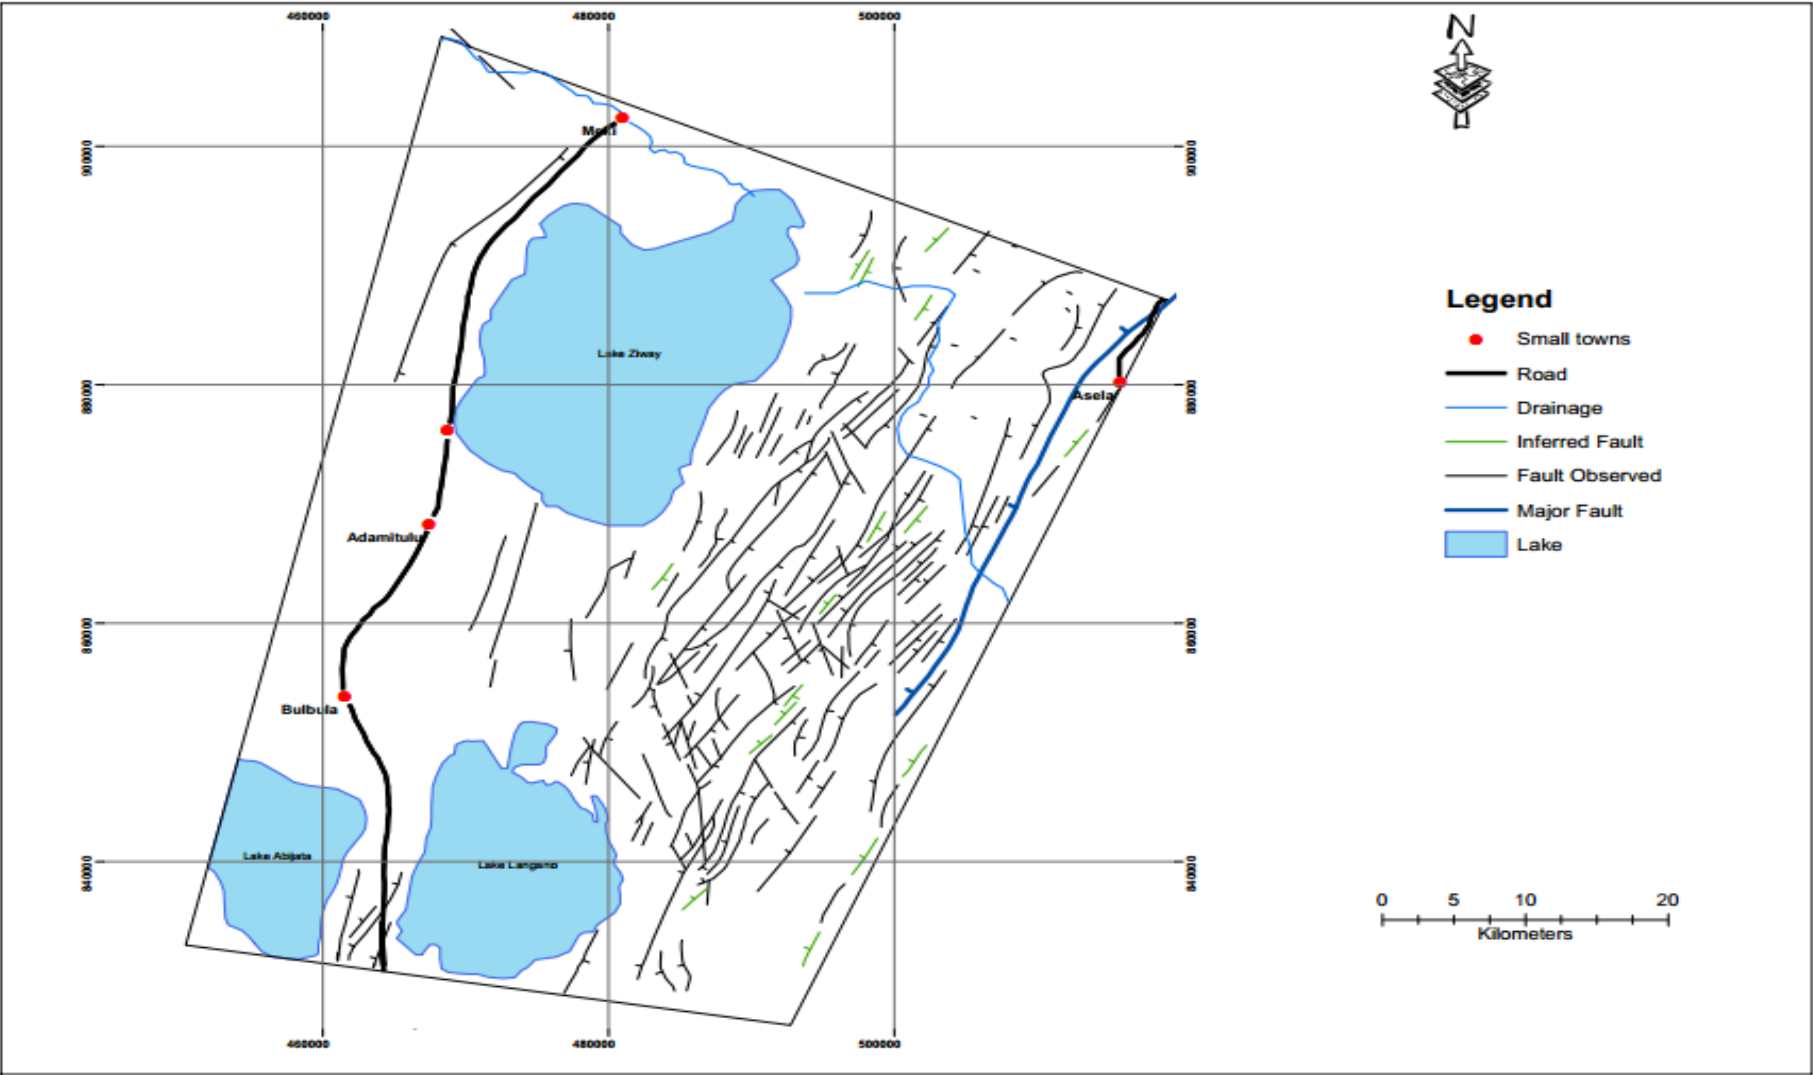 460000 480000 500000
N
Meki
900000 900000
Legend
Small towns
Lake Ziway
Road
880000 880000
Asela
Drainage
Inferred Fault
Fault Observed
Major Fault
Adamitulu
Lake
860000 860000
Bulbula
Lake Abijata
Lake Langano
840000 840000
0 5 10 20
Kilometers
460000 480000 500000